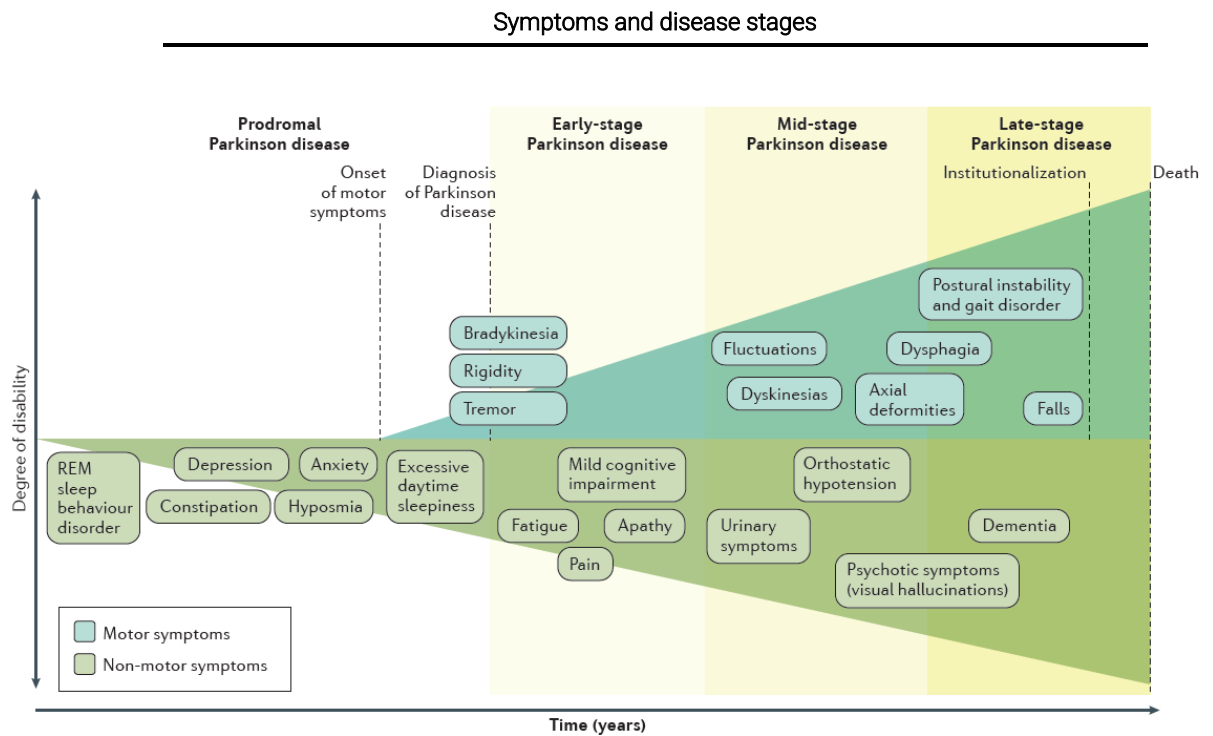 Symptoms and disease stages
Prodromal
Parkinson disease
Early-stage
Parkinson disease
Mid-stage
Parkinson disease
Late-stage
Parkinson disease
Onset
of motor
symptoms
Diagnosis
of Parkinson
disease
Institutionalization
Death
Degree of disability
Postural instability
and gait disorder
Bradykinesia
Rigidity
Tremor
Fluctuations
Dysphagia
Dyskinesias
Axial
deformities
Falls
REM
sleep
behaviour
disorder
Depression
Anxiety
Constipation
Hyposmia
Excessive
daytime
sleepiness
Mild cognitive
impairment
Fatigue
Apathy
Pain
Orthostatic
hypotension
Urinary
symptoms
Dementia
Psychotic symptoms
(visual hallucinations)
Motor symptoms
Non-motor symptoms
Time (years)